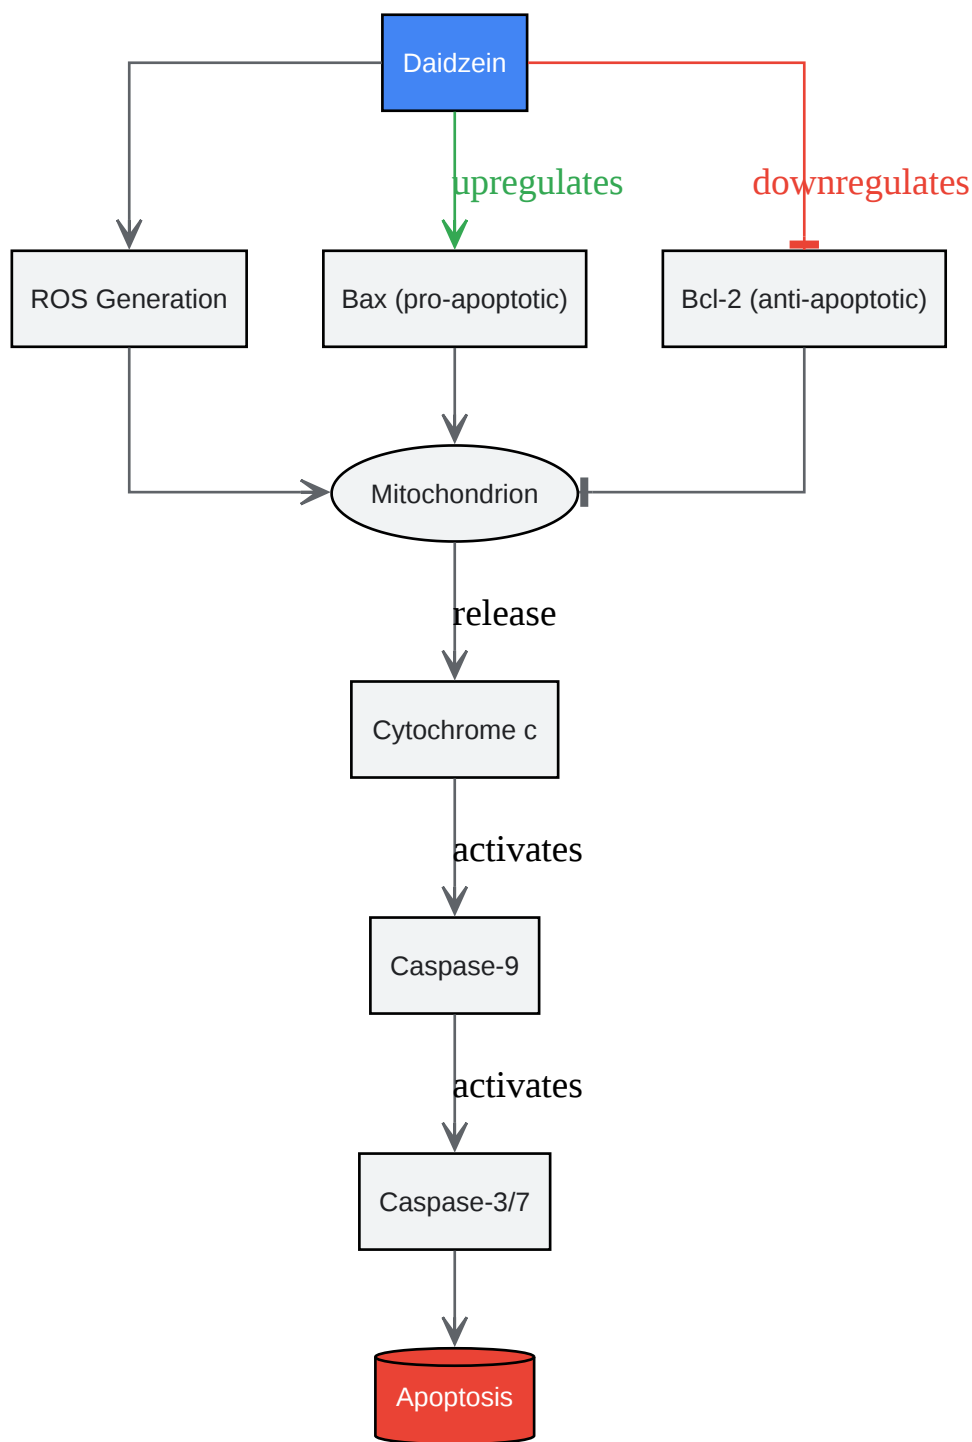 Daidzein
upregulates
downregulates
ROS Generation
Bax (pro-apoptotic)
Bcl-2 (anti-apoptotic)
Mitochondrion
release
Cytochrome c
activates
Caspase-9
activates
Caspase-3/7
Apoptosis